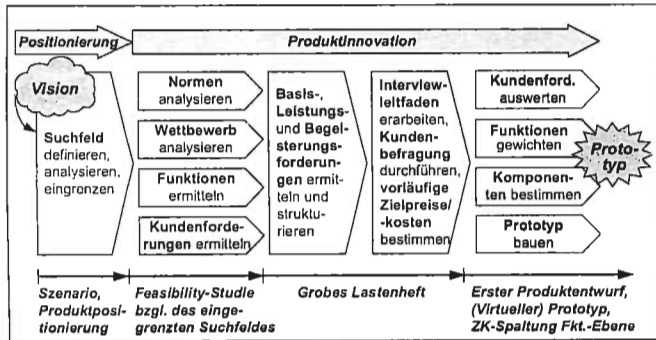 Positionierung
Produktinnovation
Vision
Suchfeld
definieren,
analysieren,
eingrenzen
Normen
analysieren
Wettbewerb
analysieren
Funktionen
ermitteln
Kundenforde-
rungen ermitteln
Basis-,
Leistungs-
und Begei-
sterungs-
forderun-
gen ermit-
teln und
struktu-
rieren
Interview-
leitfaden
erarbeiten,
Kunden-
befragung
durchführen,
vorläufige
Zielpreise/
-kosten
bestimmen
Kundenford.
auswerten
Funktionen
gewichten
Komponen-
ten bestimmen
Prototyp
bauen
Proto-
typ
Szenario,
Produktposi-
tionierung
Feasibility-Studie
bzgl. des einge-
grenzten Suchfeldes
Grobes Lastenheft
Erster Produktentwurf,
(Virtueller) Prototyp,
ZK-Spaltung Fkt.-Ebene